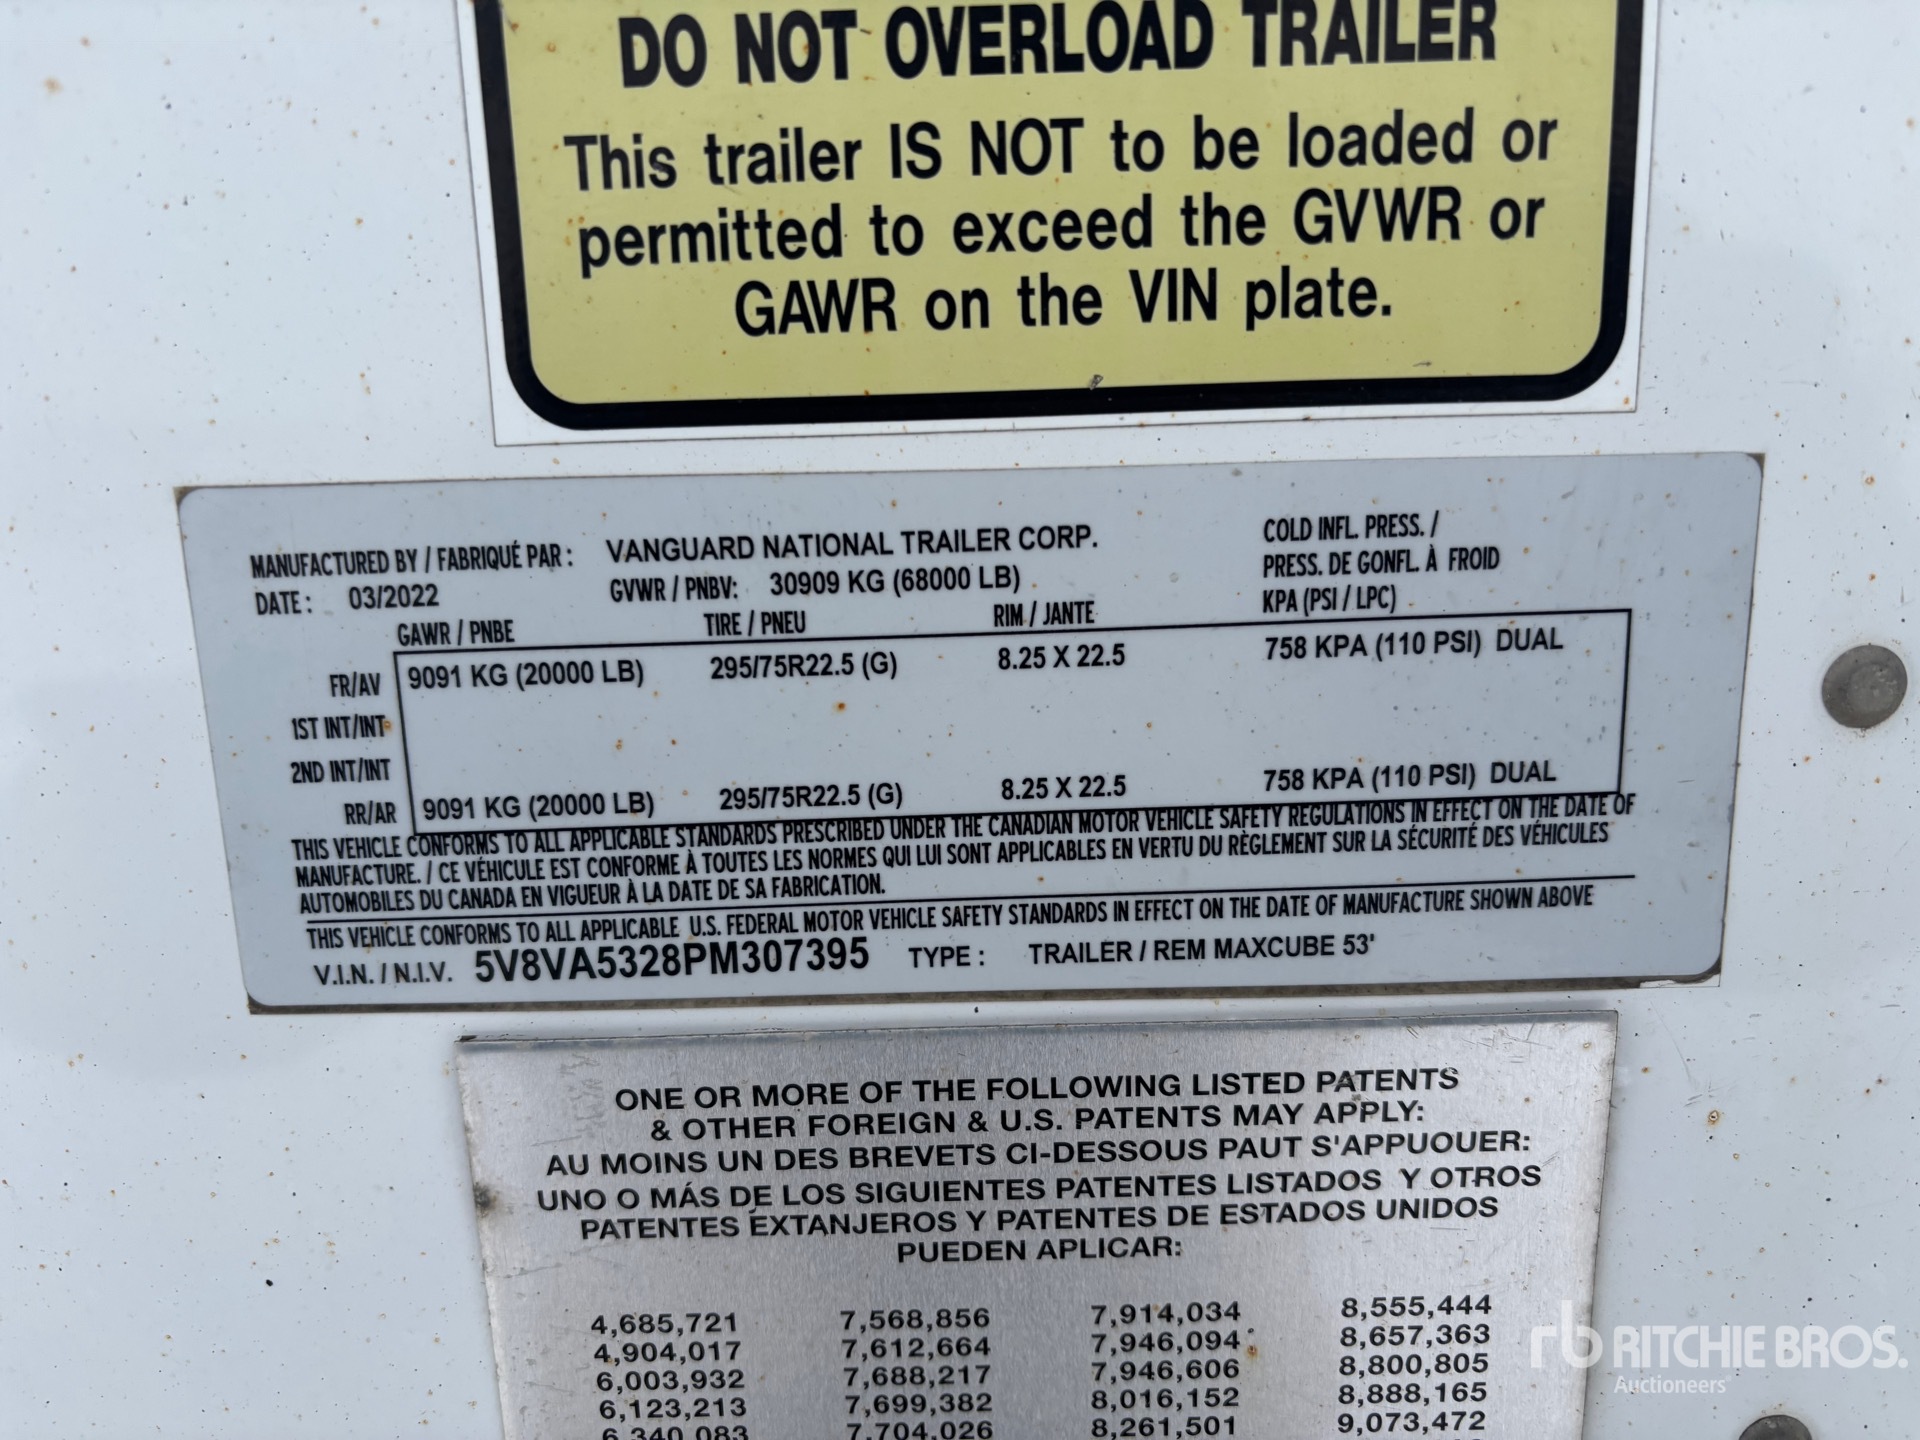 DO NOT OVERLOAD TRAILER
This trailer IS NOT to be loaded or
permitted to exceed the GVWR or
GAWR on the VIN plate.
MANUFACTURED BY / FABRIQUÉ PAR : VANGUARD NATIONAL TRAILER CORP.
DATE : 03/2022 GVWR / PNBV: 30909 KG (68000 LB)
COLD INFL. PRESS. /
PRESS. DE GONFL. À FROID
KPA (PSI / LPC)
GAWR / PNBE TIRE / PNEU RIM / JANTE
FR/AV 9091 KG (20000 LB) 295/75R22.5 (G) 8.25 X 22.5 758 KPA (110 PSI) DUAL
1ST INT/INT
2ND INT/INT
RR/AR 9091 KG (20000 LB) 295/75R22.5 (G) 8.25 X 22.5 758 KPA (110 PSI) DUAL
THIS VEHICLE CONFORMS TO ALL APPLICABLE STANDARDS PRESCRIBED UNDER THE CANADIAN MOTOR VEHICLE SAFETY REGULATIONS IN EFFECT ON THE DATE OF
MANUFACTURE. / CE VÉHICULE EST CONFORME À TOUTES LES NORMES QUI LUI SONT APPLICABLES EN VERTU DU RÈGLEMENT SUR LA SÉCURITÉ DES VÉHICULES
AUTOMOBILES DU CANADA EN VIGUEUR À LA DATE DE SA FABRICATION.
THIS VEHICLE CONFORMS TO ALL APPLICABLE U.S. FEDERAL MOTOR VEHICLE SAFETY STANDARDS IN EFFECT ON THE DATE OF MANUFACTURE SHOWN ABOVE
V.I.N. / N.I.V. 5V8VA5328PM307395 TYPE : TRAILER / REM MAXCUBE 53'
ONE OR MORE OF THE FOLLOWING LISTED PATENTS
& OTHER FOREIGN & U.S. PATENTS MAY APPLY:
AU MOINS UN DES BREVETS CI-DESSOUS PAUT S'APPUOUER:
UNO O MÁS DE LOS SIGUIENTES PATENTES LISTADOS Y OTROS
PATENTES EXTANJEROS Y PATENTES DE ESTADOS UNIDOS
PUEDEN APLICAR:
4,685,721 7,568,856 7,914,034 8,555,444
4,904,017 7,612,664 7,946,094 8,657,363
6,003,932 7,688,217 7,946,606 8,800,805
6,123,213 7,699,382 8,016,152 8,888,165
6,340,083 7,704,026 8,261,501 9,073,472
rb RITCHIE BROS.
Auctioneers